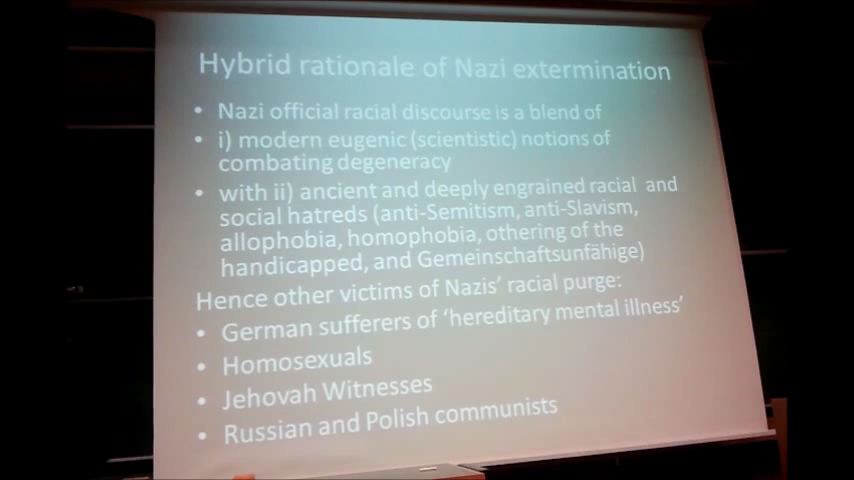 Hybrid rationale of Nazi extermination
• Nazi official racial discourse is a blend of
• i) modern eugenic (scientistic) notions of
combating degeneracy
• with ii) ancient and deeply engrained racial and
social hatreds (anti-Semitism, anti-Slavism,
allophobia, homophobia, othering of the
handicapped, and Gemeinschaftsunfähige)
Hence other victims of Nazis' racial purge:
• German sufferers of 'hereditary mental illness'
• Homosexuals
• Jehovah Witnesses
• Russian and Polish communists